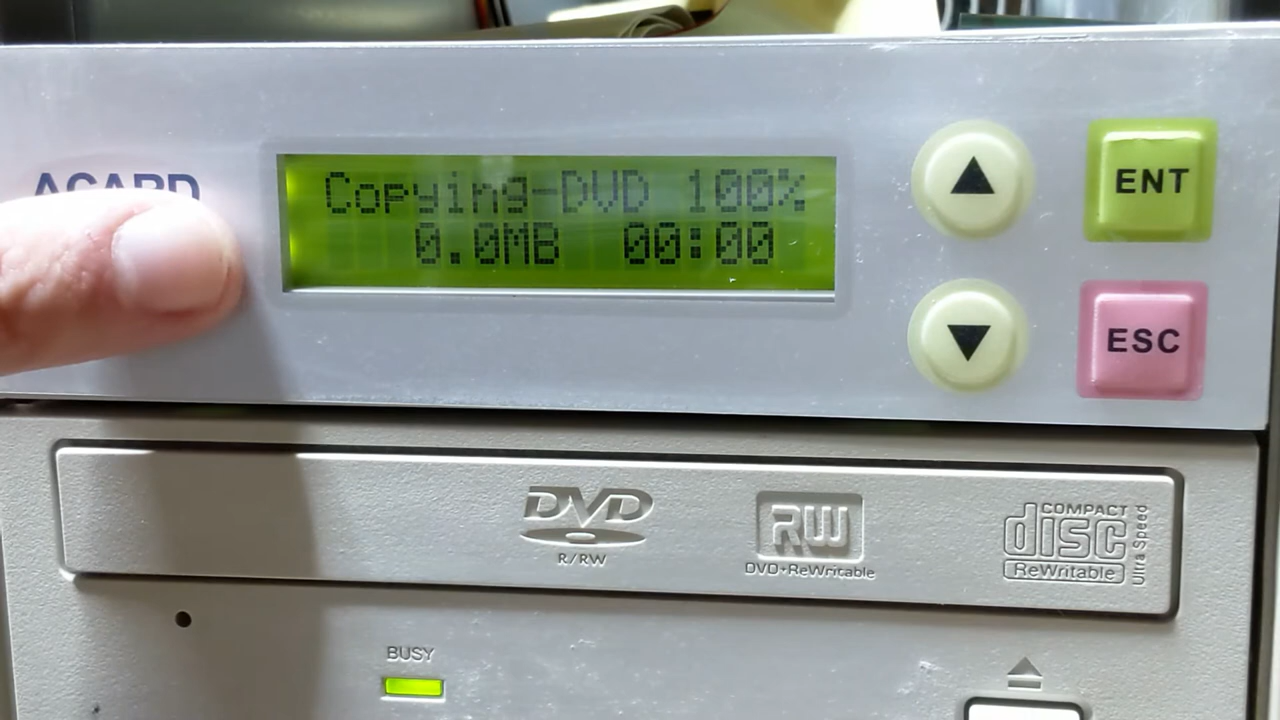 ACARD
Copying-DVD 100%
0.0MB 00:00
ENT
ESC
DVD
R/RW
RW
DVD+ReWritable
COMPACT
disc
ReWritable
Ultra Speed
BUSY